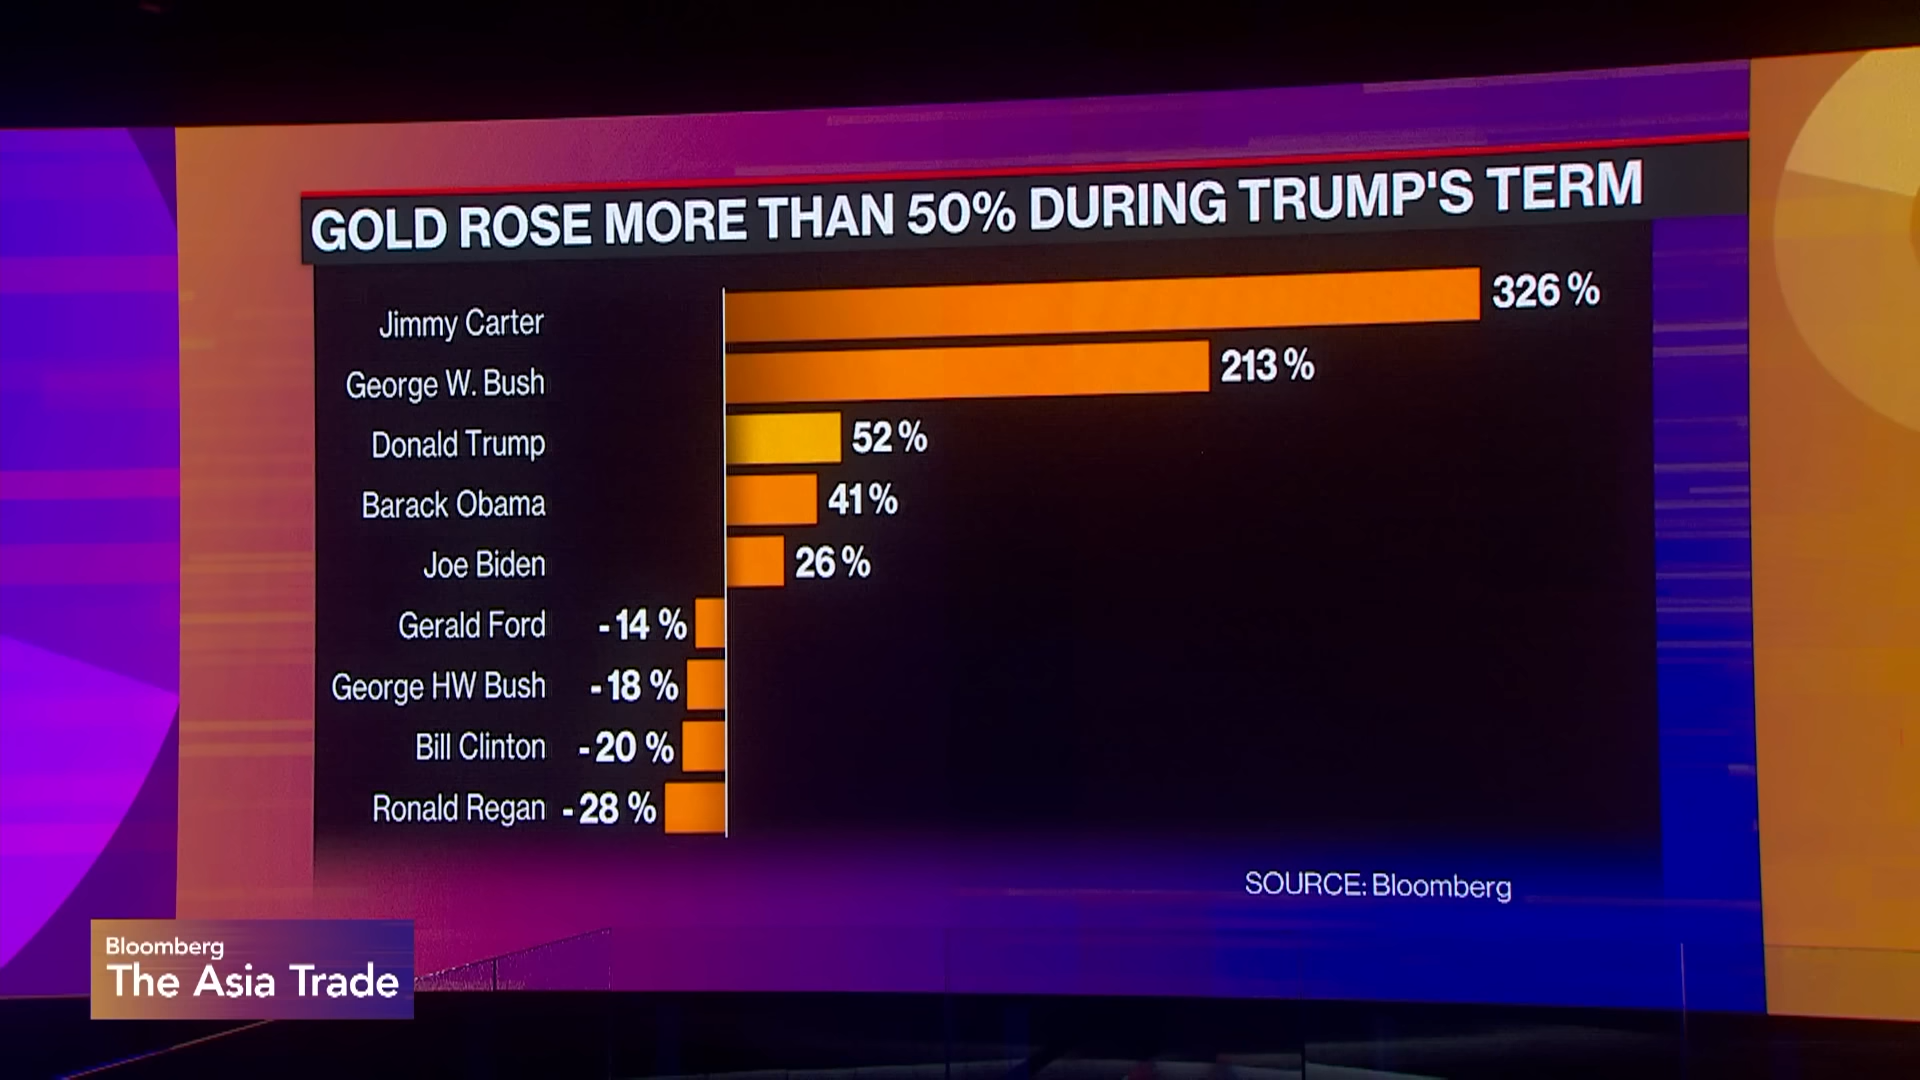 GOLD ROSE MORE THAN 50% DURING TRUMP'S TERM
Jimmy Carter 326 %
George W. Bush 213 %
Donald Trump 52 %
Barack Obama 41 %
Joe Biden 26 %
Gerald Ford -14 %
George HW Bush -18 %
Bill Clinton -20 %
Ronald Regan -28 %
SOURCE: Bloomberg
Bloomberg
The Asia Trade